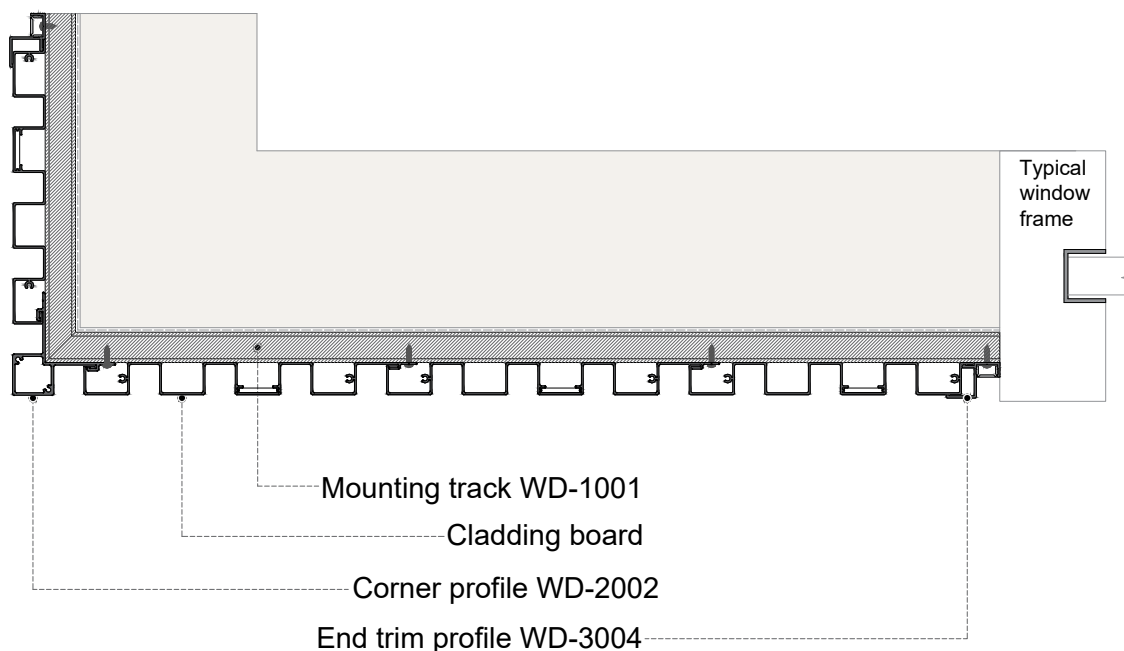 Typical
window
frame
Mounting track WD-1001
Cladding board
Corner profile WD-2002
End trim profile WD-3004